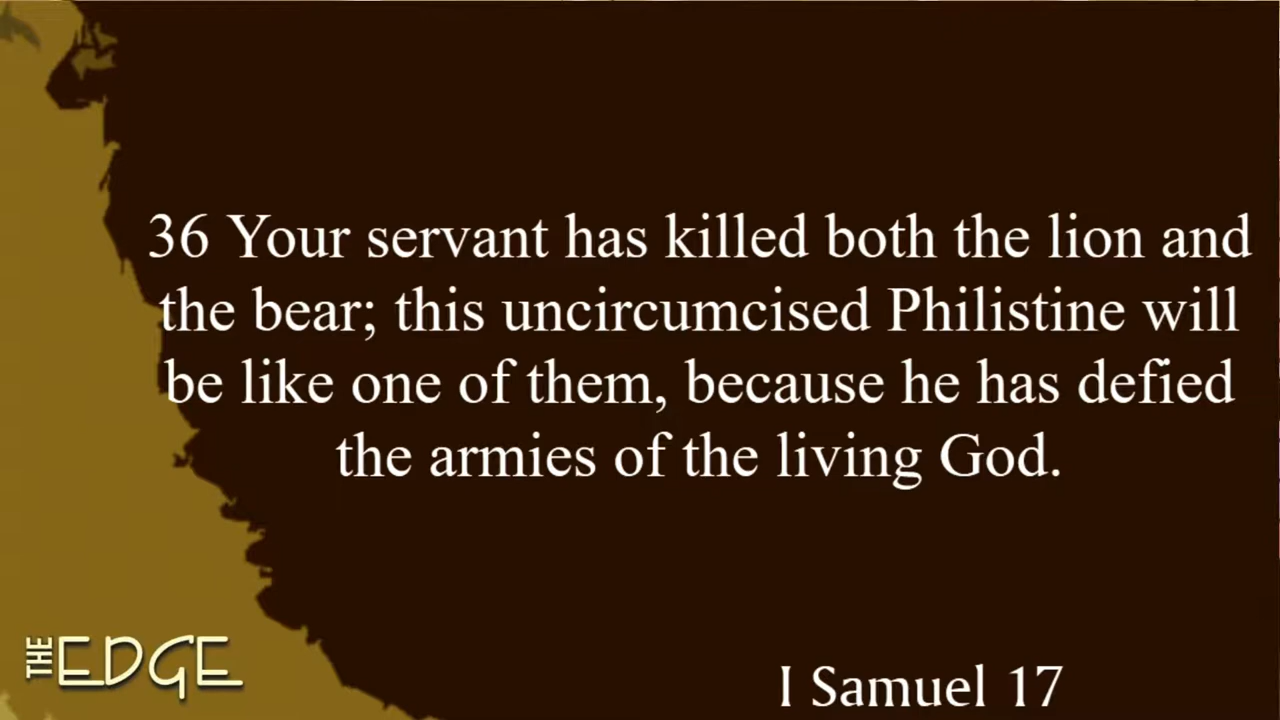 36 Your servant has killed both the lion and
the bear; this uncircumcised Philistine will
be like one of them, because he has defied
the armies of the living God.
THE EDGE
I Samuel 17